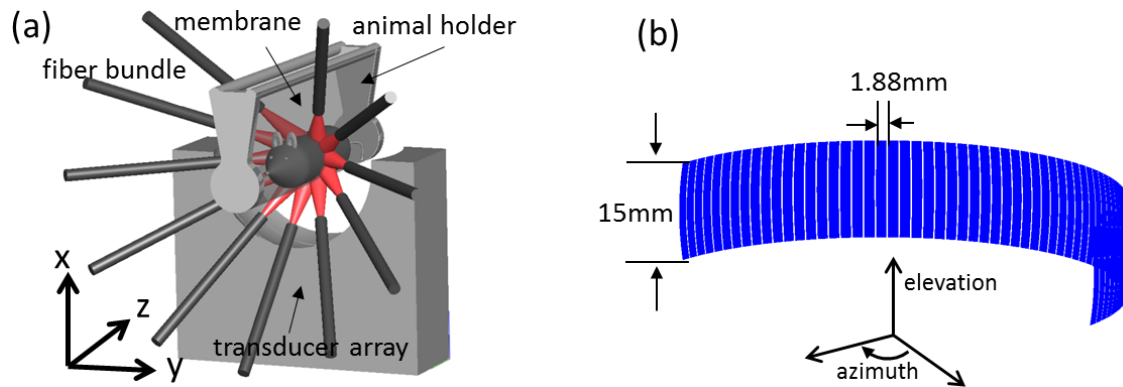 (a)
membrane
animal holder
fiber bundle
x
z
y
transducer array
(b)
1.88mm
15mm
elevation
azimuth